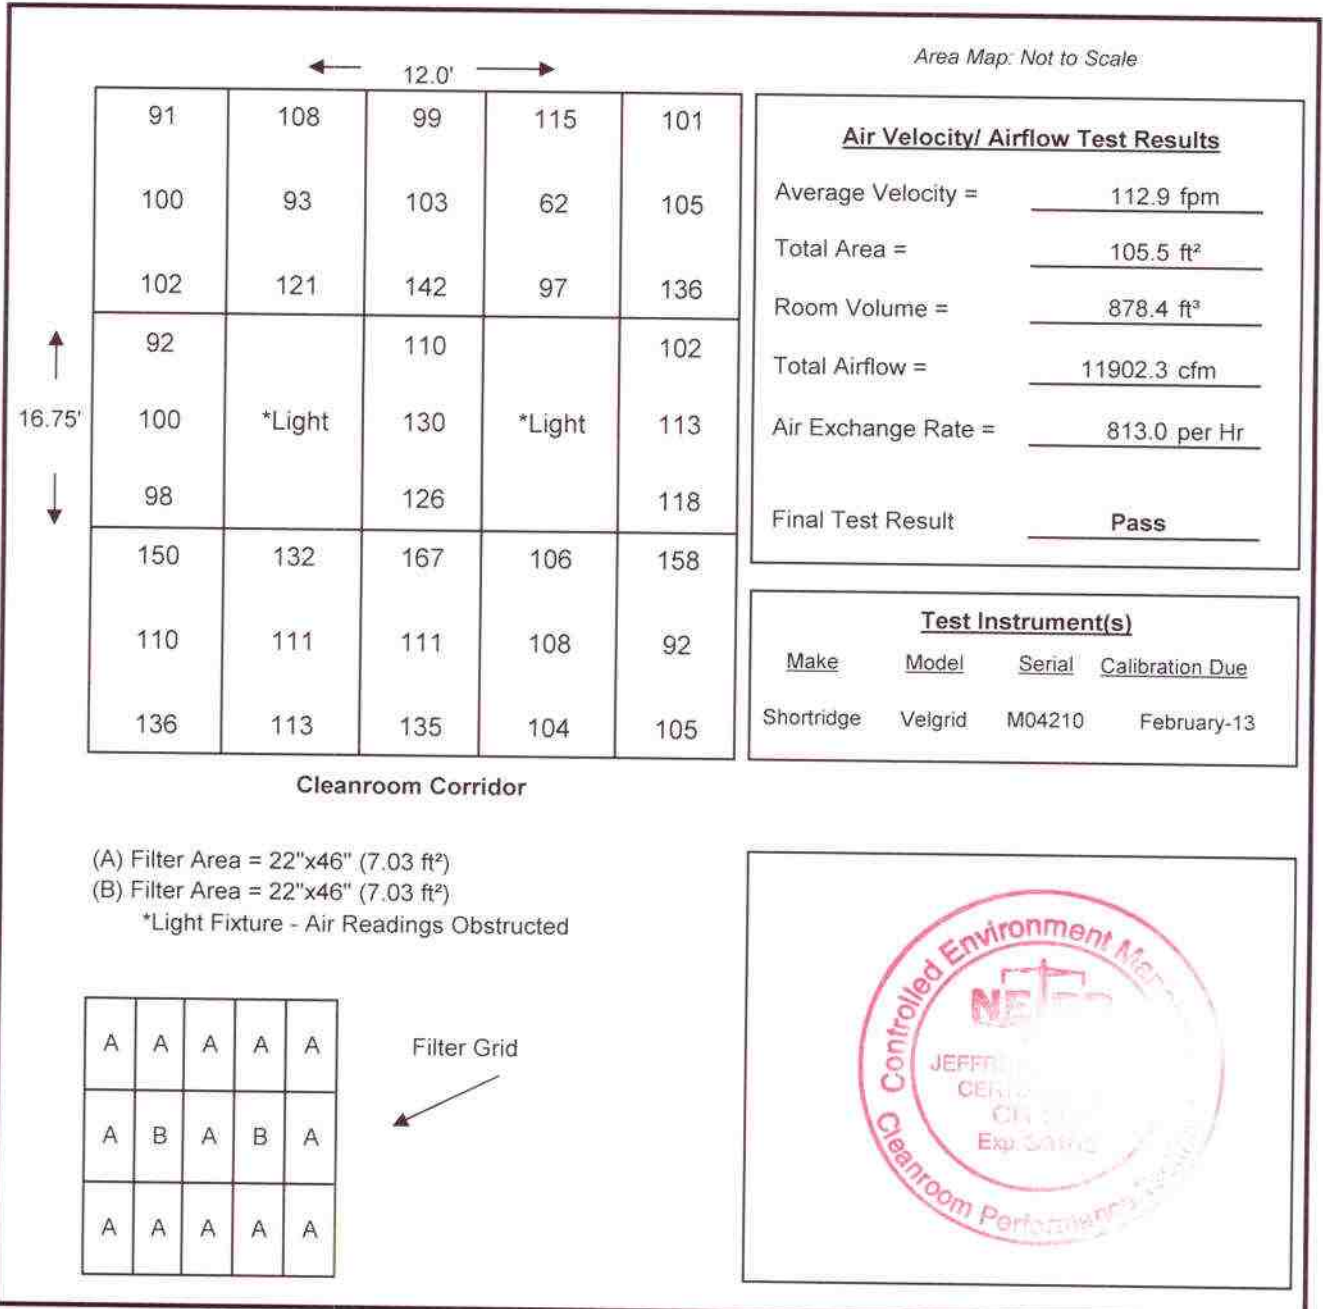 Area Map: Not to Scale
12.0'
91 108 99 115 101
100 93 103 62 105
102 121 142 97 136
92 110 102
16.75' 100 *Light 130 *Light 113
98 126 118
150 132 167 106 158
110 111 111 108 92
136 113 135 104 105
Cleanroom Corridor
Air Velocity/ Airflow Test Results
Average Velocity = 112.9 fpm
Total Area = 105.5 ft²
Room Volume = 878.4 ft³
Total Airflow = 11902.3 cfm
Air Exchange Rate = 813.0 per Hr
Final Test Result Pass
Test Instrument(s)
Make Model Serial Calibration Due
Shortridge Velgrid M04210 February-13
(A) Filter Area = 22"x46" (7.03 ft²)
(B) Filter Area = 22"x46" (7.03 ft²)
*Light Fixture - Air Readings Obstructed
A A A A A
A B A B A
A A A A A
Filter Grid
Controlled Environment
Cleanroom
Exp.